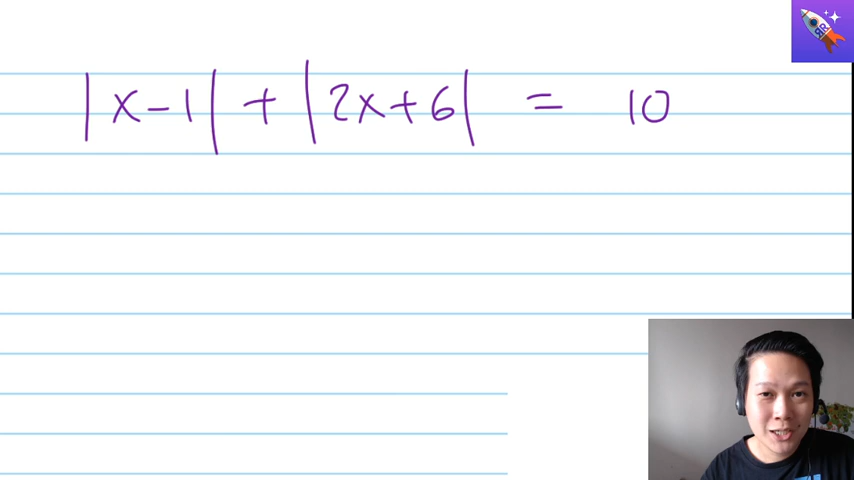 |x-1| + |2x+6| = 10